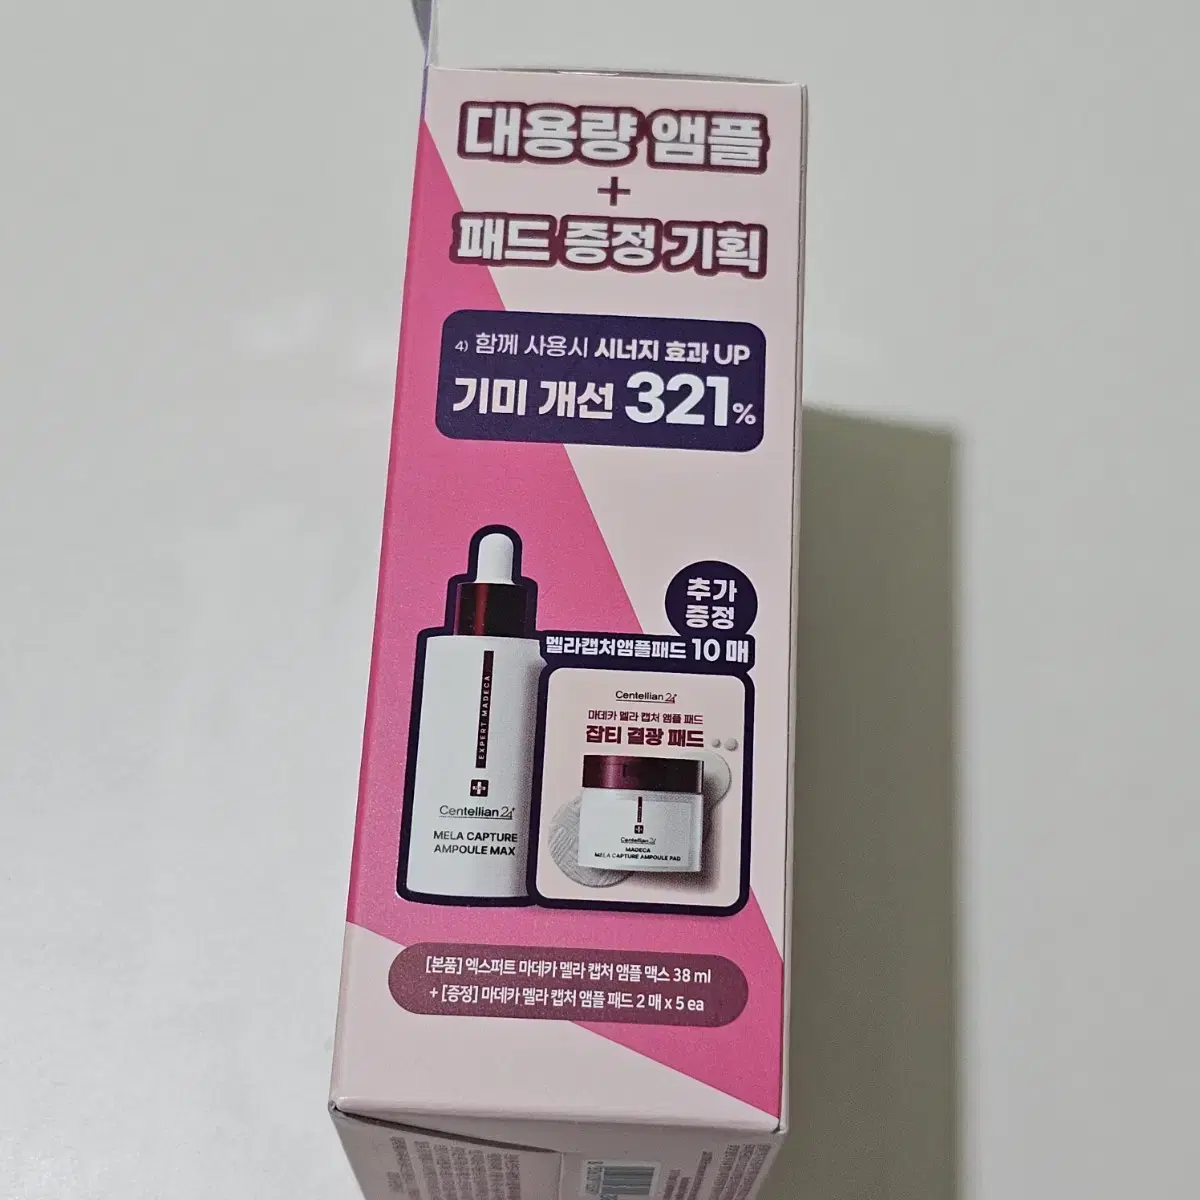 대용량 앰플
+
패드 증정 기획
4) 함께 사용시 시너지 효과 UP
기미 개선 321%
추가
증정
멜라캡처앰플패드 10 매
Centellian24+
마데카 멜라 캡처 앰플 패드
잡티 결광 패드
Centellian24
MADECA
MELA CAPTURE AMPOULE PAD
EXPERT MADECA
Centellian24+
MELA CAPTURE
AMPOULE MAX
[본품] 엑스퍼트 마데카 멜라 캡처 앰플 맥스 38 ml
+ [증정] 마데카 멜라 캡처 앰플 패드 2 매 x 5 ea